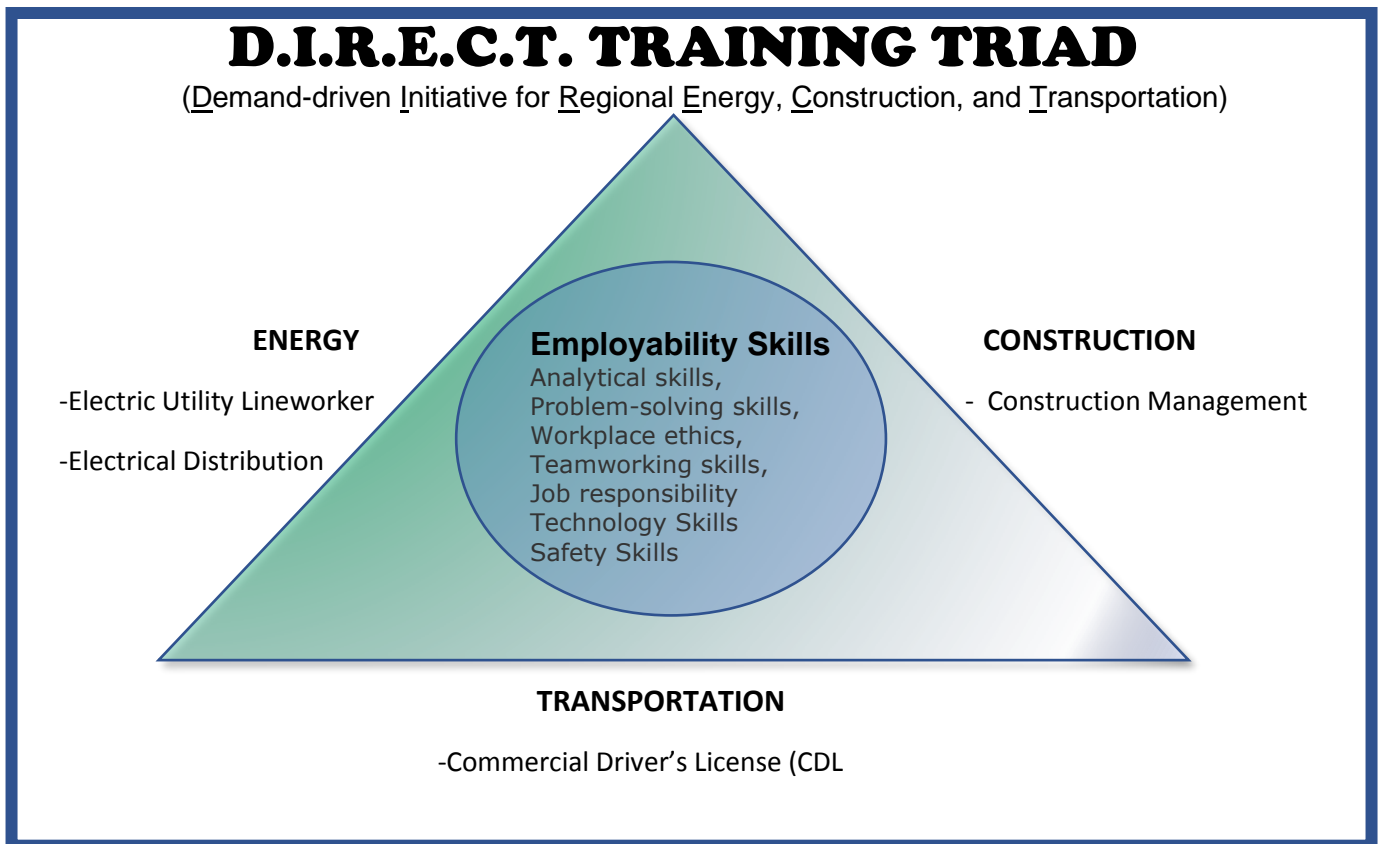 D.I.R.E.C.T. TRAINING TRIAD
(Demand-driven Initiative for Regional Energy, Construction, and Transportation)
ENERGY
-Electric Utility Lineworker
-Electrical Distribution
Employability Skills
Analytical skills,
Problem-solving skills,
Workplace ethics,
Teamworking skills,
Job responsibility
Technology Skills
Safety Skills
CONSTRUCTION
- Construction Management
TRANSPORTATION
-Commercial Driver’s License (CDL